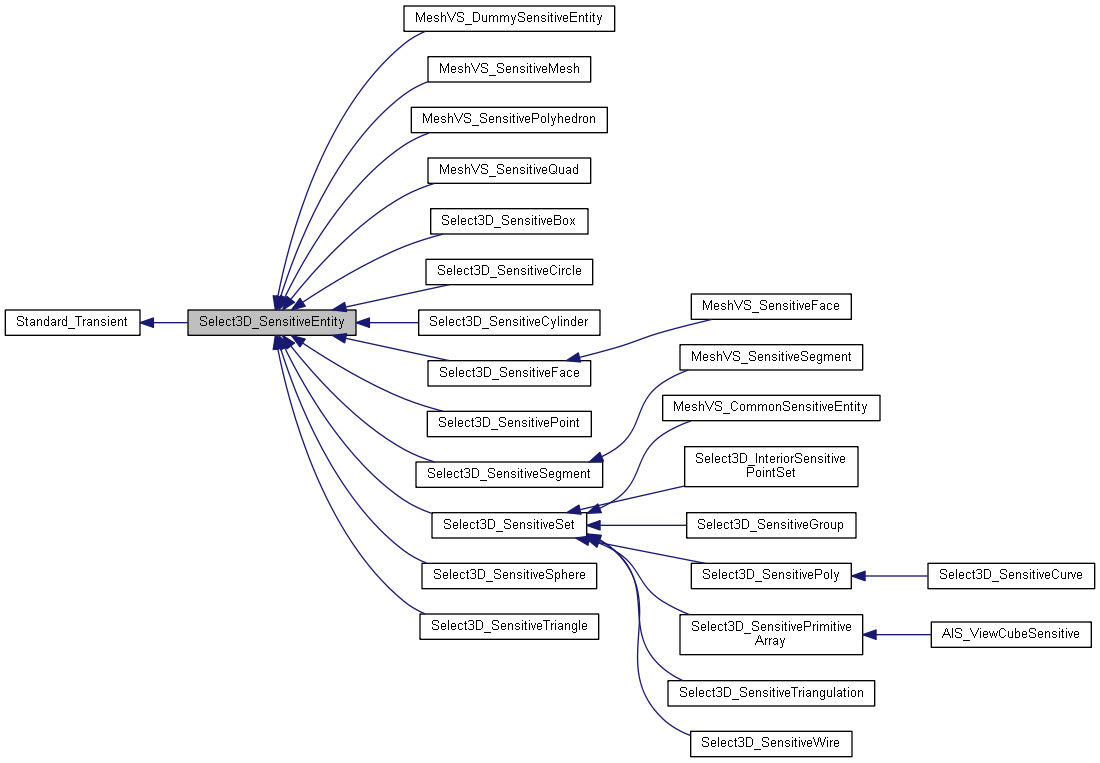 MeshVS_DummySensitiveEntity
MeshVS_SensitiveMesh
MeshVS_SensitivePolyhedron
MeshVS_SensitiveQuad
Select3D_SensitiveBox
Select3D_SensitiveCircle
Standard_Transient
Select3D_SensitiveEntity
Select3D_SensitiveCylinder
MeshVS_SensitiveFace
Select3D_SensitiveFace
MeshVS_SensitiveSegment
Select3D_SensitivePoint
MeshVS_CommonSensitiveEntity
Select3D_SensitiveSegment
Select3D_InteriorSensitive
PointSet
Select3D_SensitiveSet
Select3D_SensitiveGroup
Select3D_SensitiveSphere
Select3D_SensitivePoly
Select3D_SensitiveCurve
Select3D_SensitiveTriangle
Select3D_SensitivePrimitive
Array
AIS_ViewCubeSensitive
Select3D_SensitiveTriangulation
Select3D_SensitiveWire